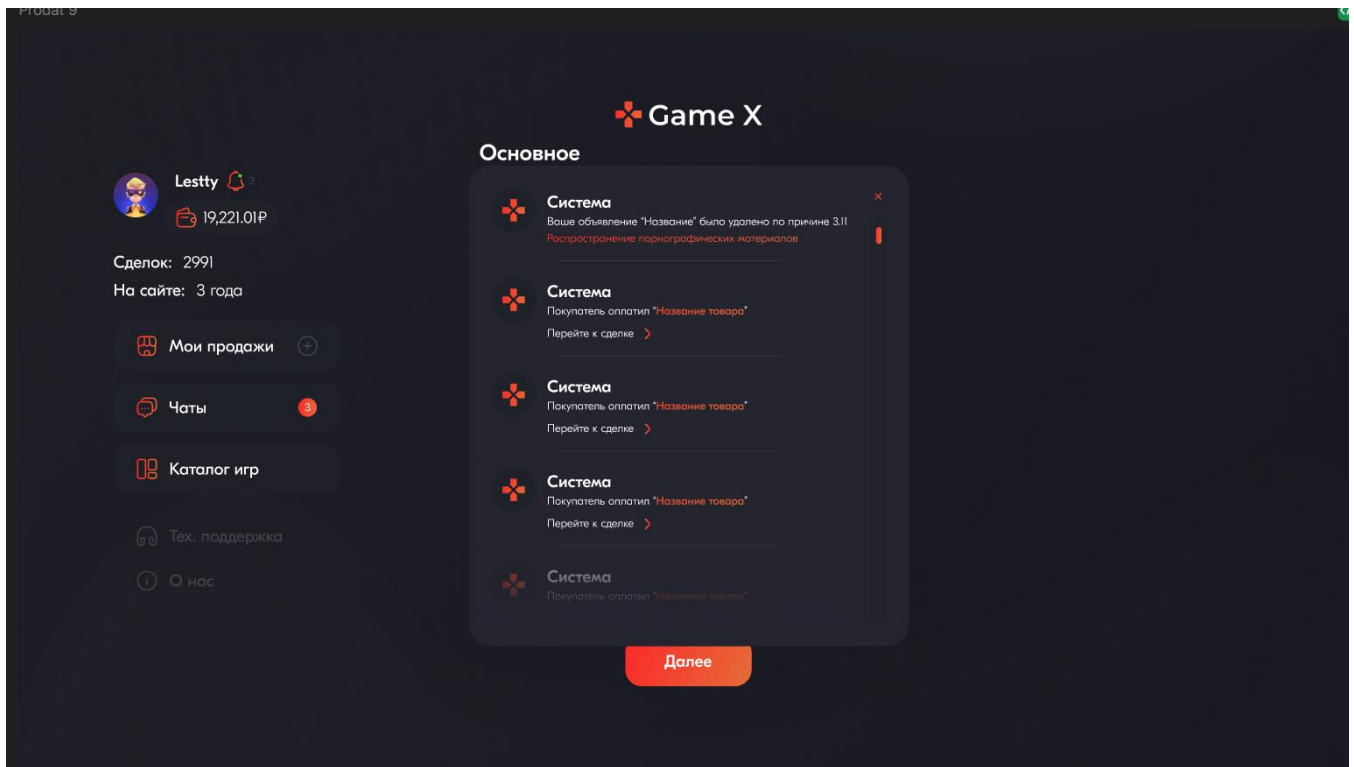 Prodat 9
Game X
Основное
Lestty 3
19,221.01₽
Сделок: 2991
На сайте: 3 года
Мои продажи
Чаты 3
Каталог игр
Тех. поддержка
О нас
Система
Ваше объявление "Название" было удалено по причине 3.11
Распространение порнографических материалов
Система
Покупатель оплатил "Название товара"
Перейте к сделке
Система
Покупатель оплатил "Название товара"
Перейте к сделке
Система
Покупатель оплатил "Название товара"
Перейте к сделке
Система
Покупатель оплатил "Название товара"
Далее